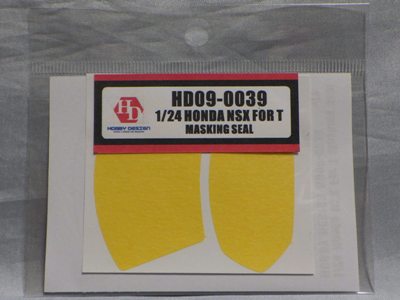 HD
HOBBY DESIGN
HD09-0039
1/24 HONDA NSX FOR T
MASKING SEAL